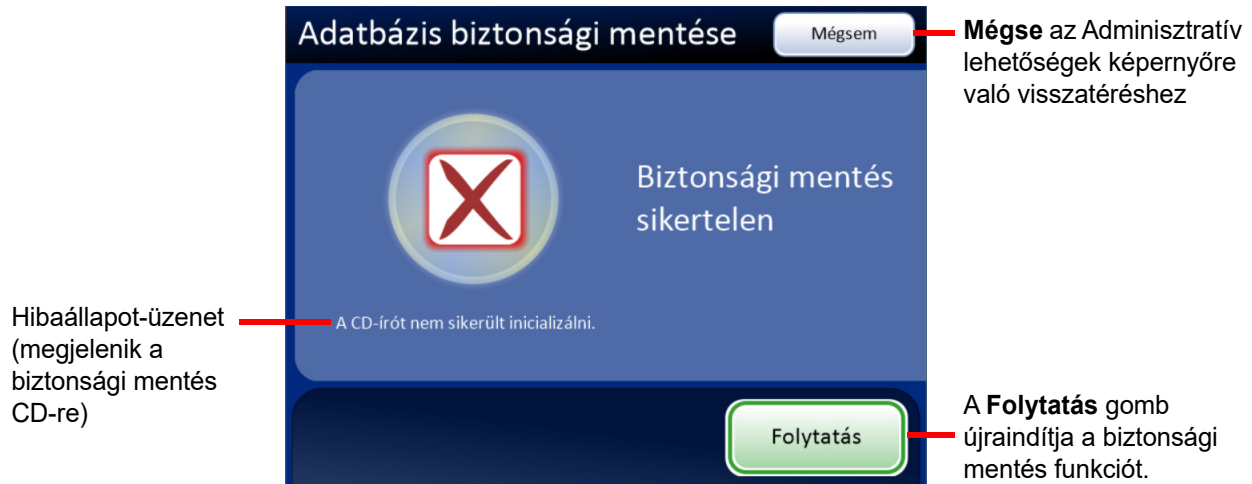 Adatbázis biztonsági mentése
Mégsem
Mégse az Adminisztratív
lehetőségek képernyőre
való visszatéréshez
Biztonsági mentés
sikertelen
Hibaállapot-üzenet
(megjelenik a
biztonsági mentés
CD-re)
A CD-írót nem sikerült inicializálni.
Folytatás
A Folytatás gomb
újraindítja a biztonsági
mentés funkciót.